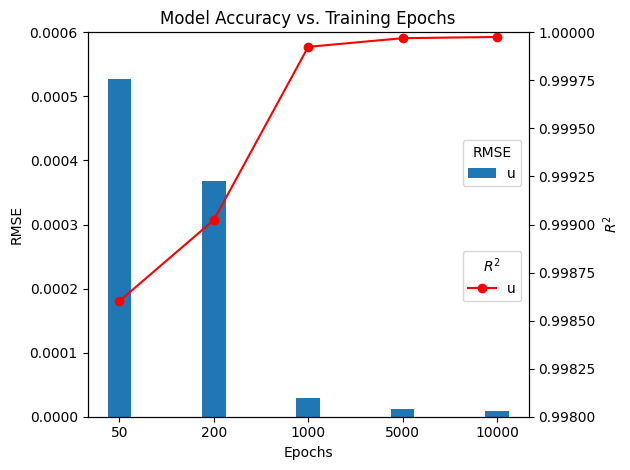 Model Accuracy vs. Training Epochs
RMSE
0.0006
0.0005
0.0004
0.0003
0.0002
0.0001
0.0000
50 200 1000 5000 10000
Epochs
1.00000
0.99975
0.99950
0.99925
0.99900
0.99875
0.99850
0.99825
0.99800
R²
RMSE
u
R²
u